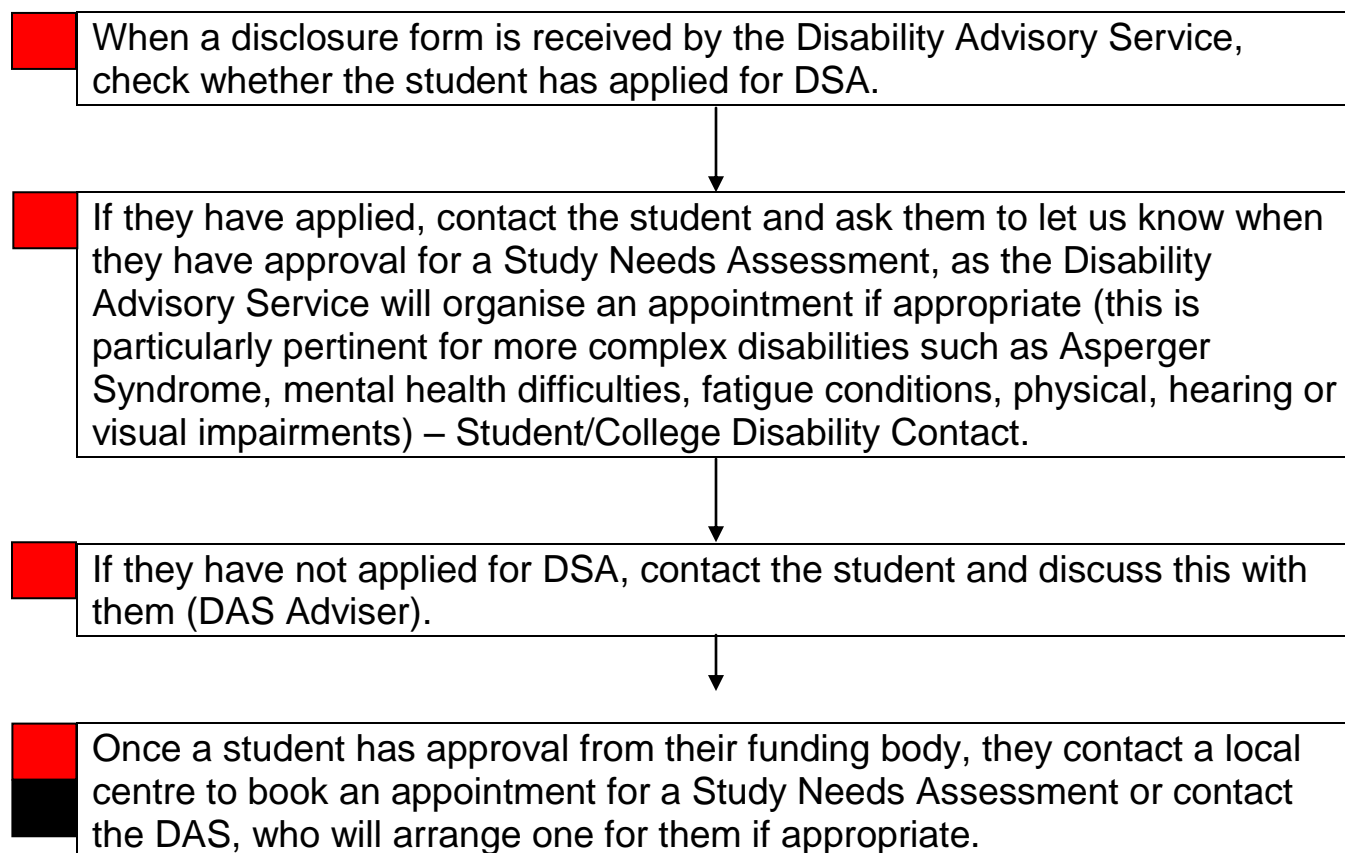 When a disclosure form is received by the Disability Advisory Service,
check whether the student has applied for DSA.
If they have applied, contact the student and ask them to let us know when
they have approval for a Study Needs Assessment, as the Disability
Advisory Service will organise an appointment if appropriate (this is
particularly pertinent for more complex disabilities such as Asperger
Syndrome, mental health difficulties, fatigue conditions, physical, hearing or
visual impairments) – Student/College Disability Contact.
If they have not applied for DSA, contact the student and discuss this with
them (DAS Adviser).
Once a student has approval from their funding body, they contact a local
centre to book an appointment for a Study Needs Assessment or contact
the DAS, who will arrange one for them if appropriate.